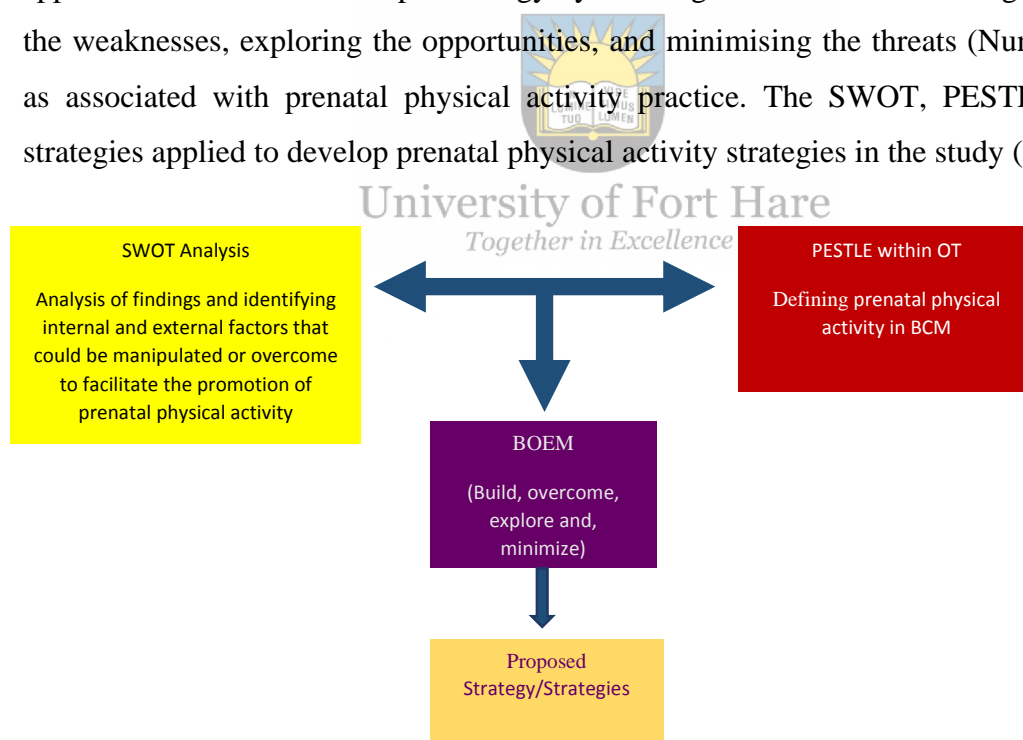 the weaknesses, exploring the opportunities, and minimising the threats
as associated with prenatal physical activity practice. The SWOT,
strategies applied to develop prenatal physical activity strategies in the study (
LUMINE
TUO
LUMEN
University of Fort Hare
Together in Excellence
SWOT Analysis
Analysis of findings and identifying
internal and external factors that
could be manipulated or overcome
to facilitate the promotion of
prenatal physical activity
PESTLE within OT
Defining prenatal physical
activity in BCM
BOEM
(Build, overcome,
explore and,
minimize)
Proposed
Strategy/Strategies